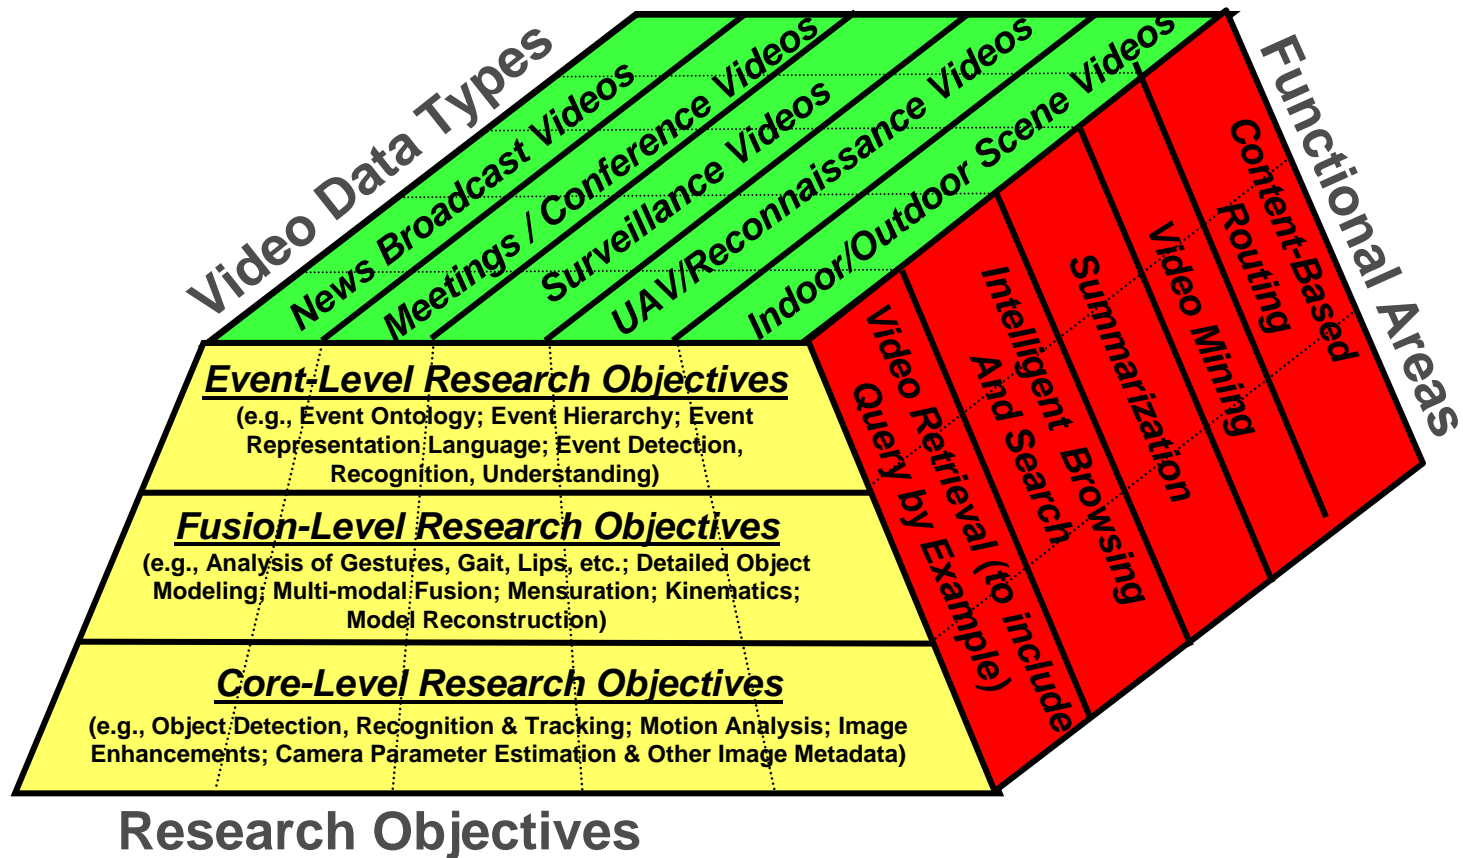 Video Data Types
News Broadcast Videos
Meetings / Conference Videos
Surveillance Videos
UAV/Reconnaissance Videos
Indoor/Outdoor Scene Videos
Functional Areas
Video Retrieval (to include
Query by Example)
Intelligent Browsing
And Search
Summarization
Video Mining
Content-Based
Routing
Event-Level Research Objectives
(e.g., Event Ontology; Event Hierarchy; Event
Representation Language; Event Detection,
Recognition, Understanding)
Fusion-Level Research Objectives
(e.g., Analysis of Gestures, Gait, Lips, etc.; Detailed Object
Modeling; Multi-modal Fusion; Mensuration; Kinematics;
Model Reconstruction)
Core-Level Research Objectives
(e.g., Object Detection, Recognition & Tracking; Motion Analysis; Image
Enhancements; Camera Parameter Estimation & Other Image Metadata)
Research Objectives